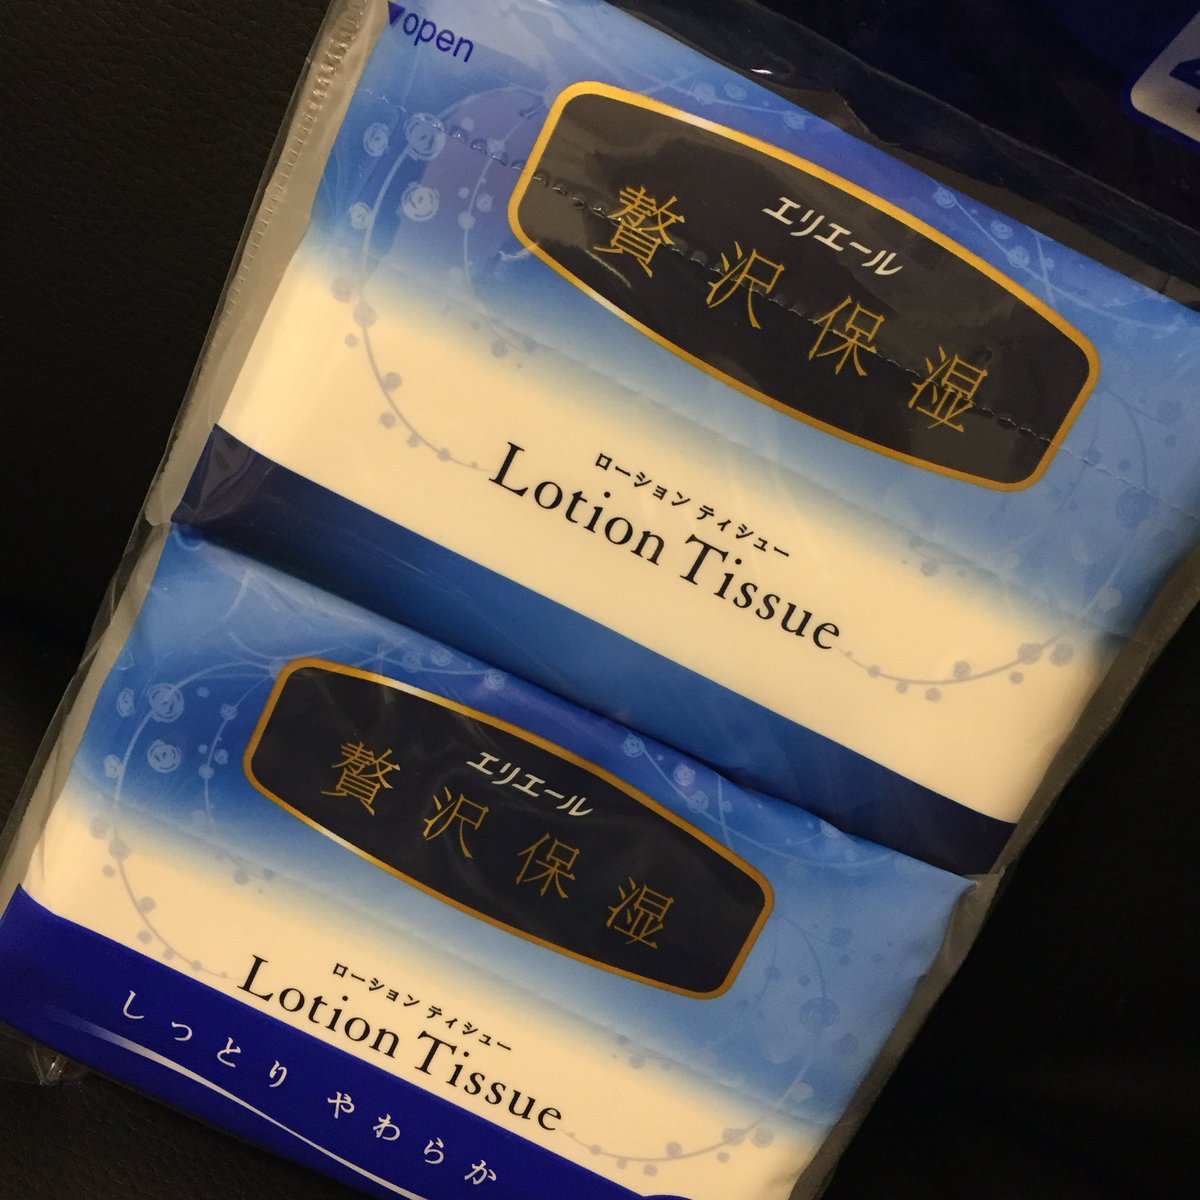 open
エリエール
贅沢保湿
ローション ティシュー
Lotion Tissue
エリエール
贅沢保湿
ローション ティシュー
Lotion Tissue
しっとり やわらか